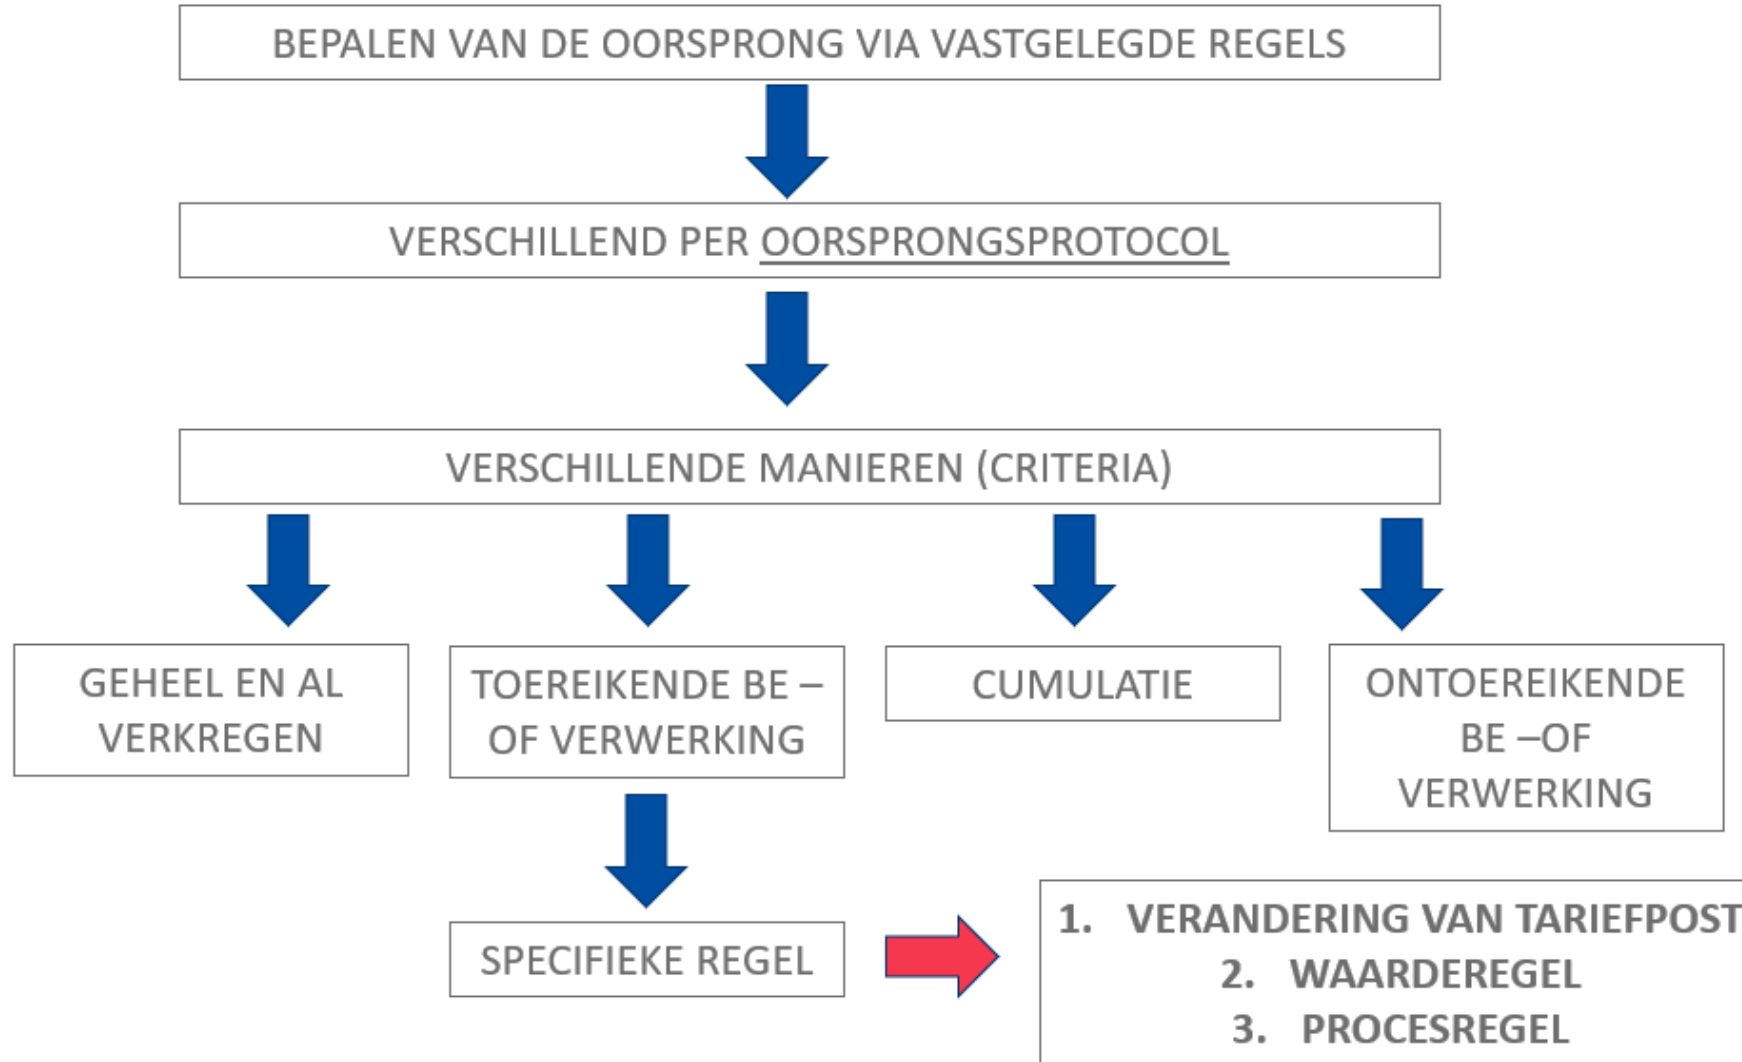 BEPALEN VAN DE OORSPRONG VIA VASTGELEGDE REGELS
VERSCHILLEND PER OORSPRONGSPROTOCOL
VERSCHILLENDE MANIEREN (CRITERIA)
GEHEEL EN AL
VERKREGEN
TOEREIKENDE BE –
OF VERWERKING
CUMULATIE
ONTOEREIKENDE
BE –OF
VERWERKING
SPECIFIEKE REGEL
1. VERANDERING VAN TARIEFPOST
2. WAARDEREGEL
3. PROCESREGEL